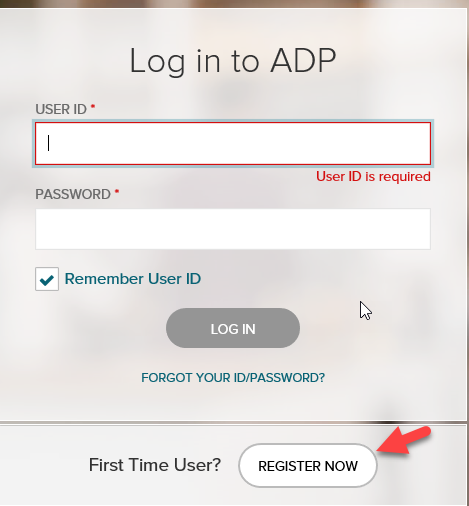 Log in to ADP
USER ID *
User ID is required
PASSWORD *
Remember User ID
LOG IN
FORGOT YOUR ID/PASSWORD?
First Time User? REGISTER NOW